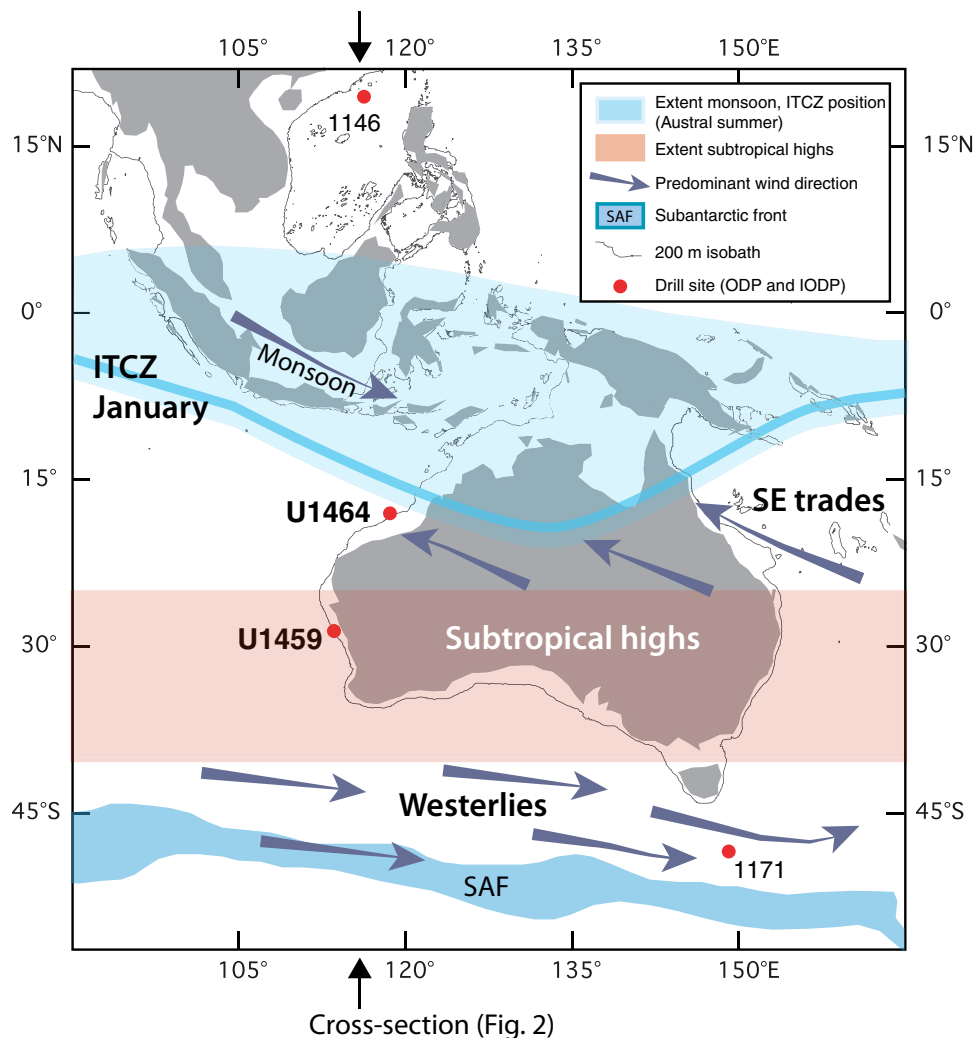 105°
120°
135°
150°E
15°N
15°N
1146
Extent monsoon, ITCZ position
(Austral summer)
Extent subtropical highs
Predominant wind direction
SAF
Subantarctic front
200 m isobath
Drill site (ODP and IODP)
0°
0°
Monsoon
ITCZ
January
15°
15°
U1464
SE trades
30°
30°
U1459
Subtropical highs
Westerlies
45°S
45°S
1171
SAF
105°
120°
135°
150°E
Cross-section (Fig. 2)